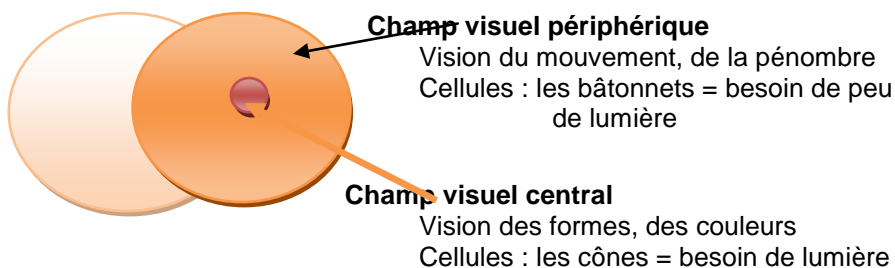 Champ visuel périphérique
Vision du mouvement, de la pénombre
Cellules : les bâtonnets = besoin de peu
de lumière
Champ visuel central
Vision des formes, des couleurs
Cellules : les cônes = besoin de lumière